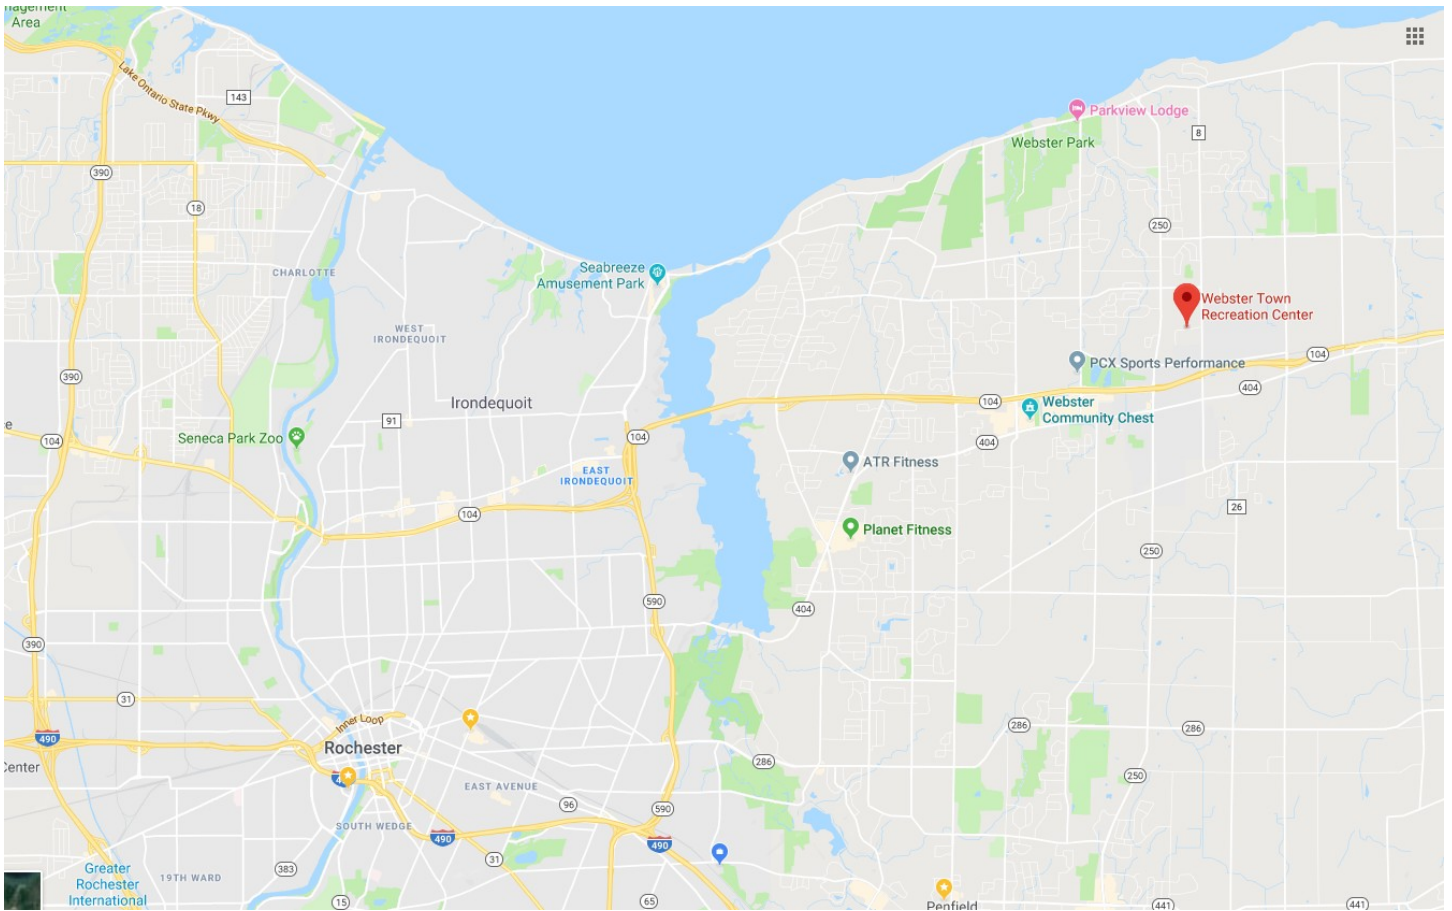 nagement
Area
Lake Ontario State Pkwy
143
Parkview Lodge
Webster Park
8
390
18
250
CHARLOTTE
Seabreeze
Amusement Park
Webster Town
Recreation Center
WEST
IRONDEQUOIT
104
PCX Sports Performance
390
404
Irondequoit
104
Webster
Community Chest
91
104
Seneca Park Zoo
104
404
ATR Fitness
EAST
IRONDEQUOIT
104
26
Planet Fitness
250
590
404
390
31
Inner Loop
286
286
490
Rochester
Center
286
250
EAST AVENUE
96
590
SOUTH WEDGE
490
490
31
Greater
Rochester
International
19TH WARD
383
15
65
Penfield
441
441